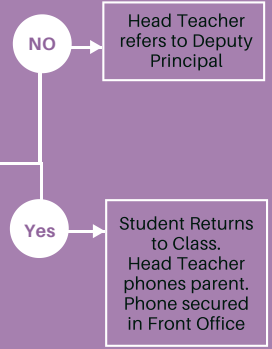 NO
Head Teacher
refers to Deputy
Principal
Yes
Student Returns
to Class.
Head Teacher
phones parent.
Phone secured
in Front Office